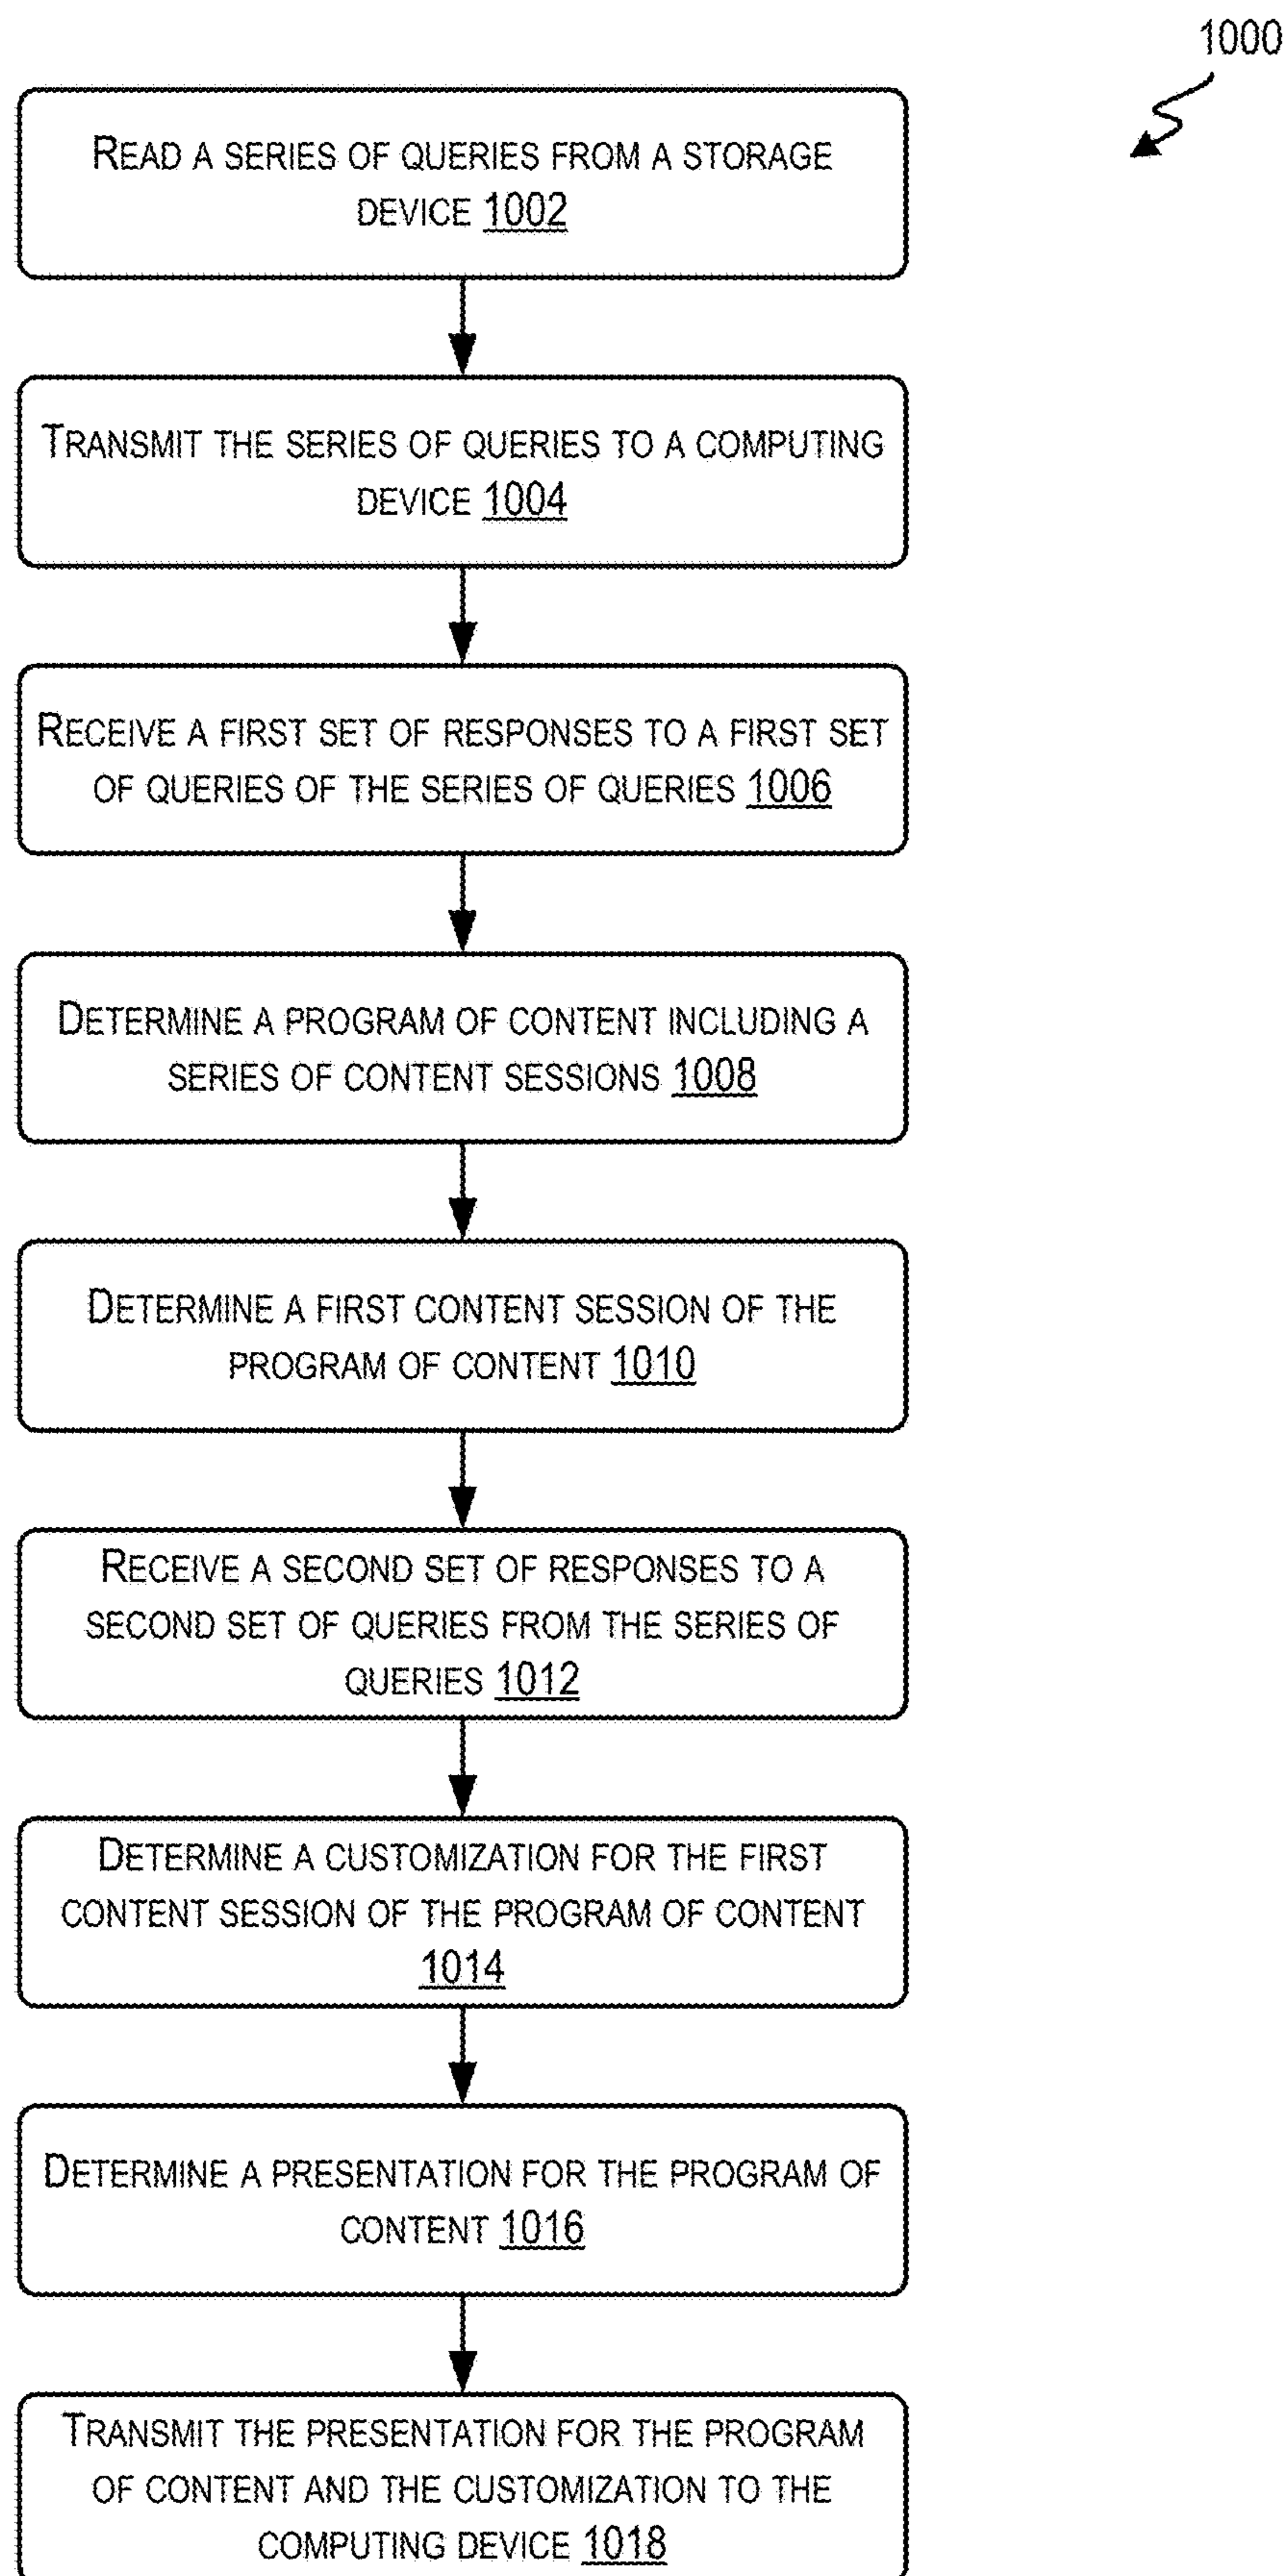 1000
READ A SERIES OF QUERIES FROM A STORAGE
DEVICE 1002
TRANSMIT THE SERIES OF QUERIES TO A COMPUTING
DEVICE 1004
RECEIVE A FIRST SET OF RESPONSES TO A FIRST SET
OF QUERIES OF THE SERIES OF QUERIES 1006
DETERMINE A PROGRAM OF CONTENT INCLUDING A
SERIES OF CONTENT SESSIONS 1008
DETERMINE A FIRST CONTENT SESSION OF THE
PROGRAM OF CONTENT 1010
RECEIVE A SECOND SET OF RESPONSES TO A
SECOND SET OF QUERIES FROM THE SERIES OF
QUERIES 1012
DETERMINE A CUSTOMIZATION FOR THE FIRST
CONTENT SESSION OF THE PROGRAM OF CONTENT
1014
DETERMINE A PRESENTATION FOR THE PROGRAM OF
CONTENT 1016
TRANSMIT THE PRESENTATION FOR THE PROGRAM
OF CONTENT AND THE CUSTOMIZATION TO THE
COMPUTING DEVICE 1018